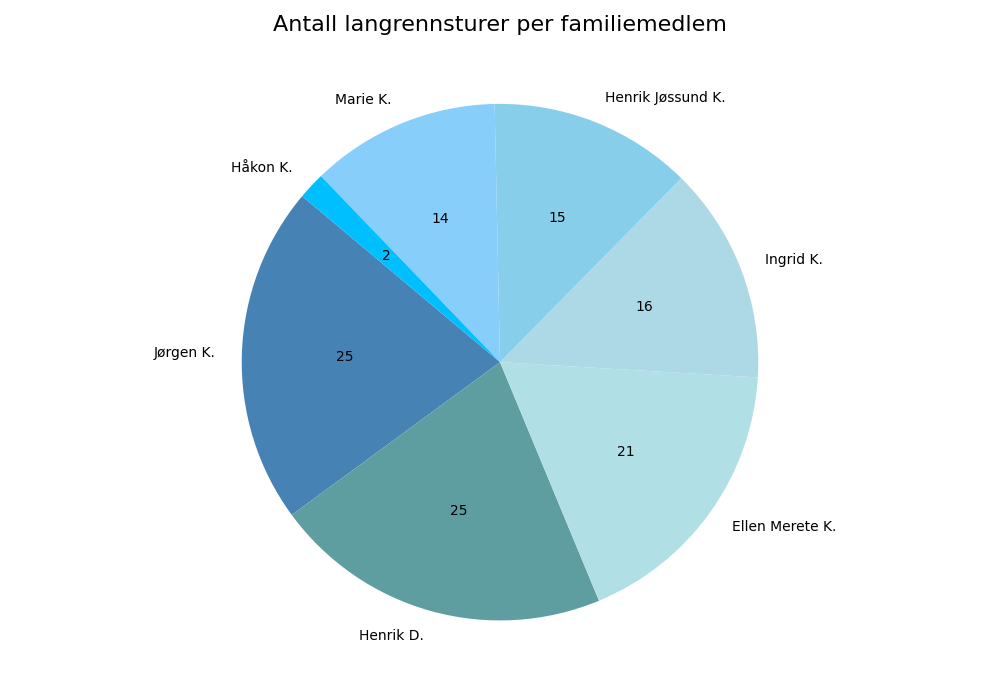 Antall langrennsturer per familiemedlem
Henrik Jøssund K.
Marie K.
Håkon K.
15
14
2
Ingrid K.
16
Jørgen K.
25
21
25
Ellen Merete K.
Henrik D.